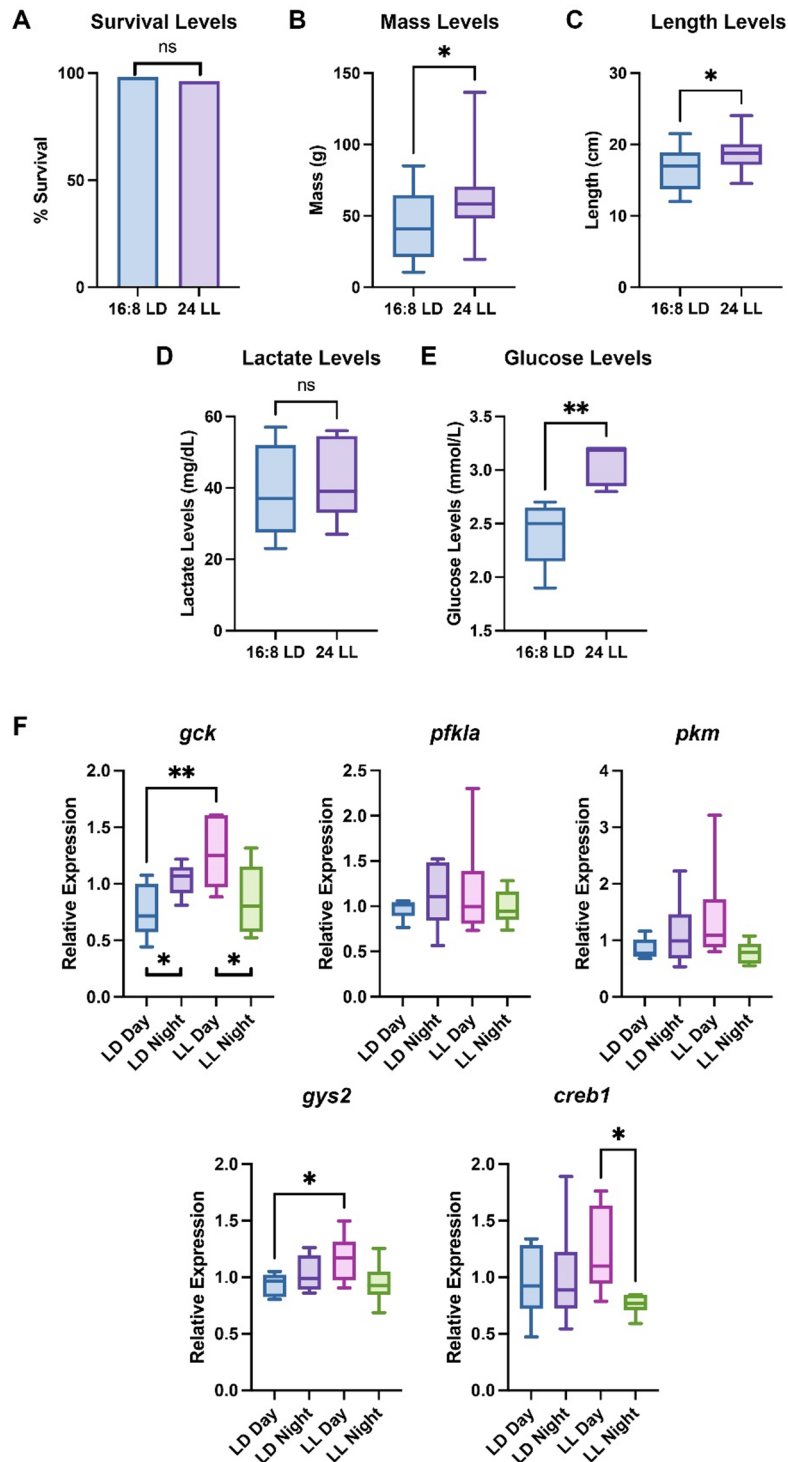 A Survival Levels
ns
100
50
0
% Survival
16:8 LD 24 LL
B Mass Levels
*
150
100
50
0
Mass (g)
16:8 LD 24 LL
C Length Levels
*
30
20
10
0
Length (cm)
16:8 LD 24 LL
D Lactate Levels
ns
60
40
20
0
Lactate Levels (mg/dL)
16:8 LD 24 LL
E Glucose Levels
**
3.5
3.0
2.5
2.0
1.5
Glucose Levels (mmol/L)
16:8 LD 24 LL
F
gck
**
2.0
1.5
1.0
0.5
0.0
Relative Expression
* *
LD Day LD Night LL Day LL Night
pfkla
2.5
2.0
1.5
1.0
0.5
0.0
Relative Expression
LD Day LD Night LL Day LL Night
pkm
4
3
2
1
0
Relative Expression
LD Day LD Night LL Day LL Night
gys2
*
2.0
1.5
1.0
0.5
0.0
Relative Expression
LD Day LD Night LL Day LL Night
creb1
*
2.0
1.5
1.0
0.5
0.0
Relative Expression
LD Day LD Night LL Day LL Night